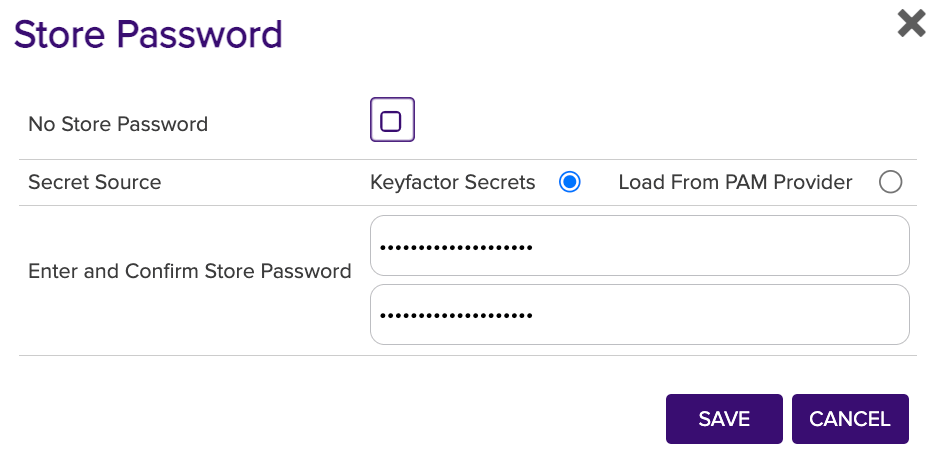 Store Password
No Store Password
Secret Source Keyfactor Secrets Load From PAM Provider
Enter and Confirm Store Password
••••••••••••••••••••
••••••••••••••••••••
SAVE CANCEL